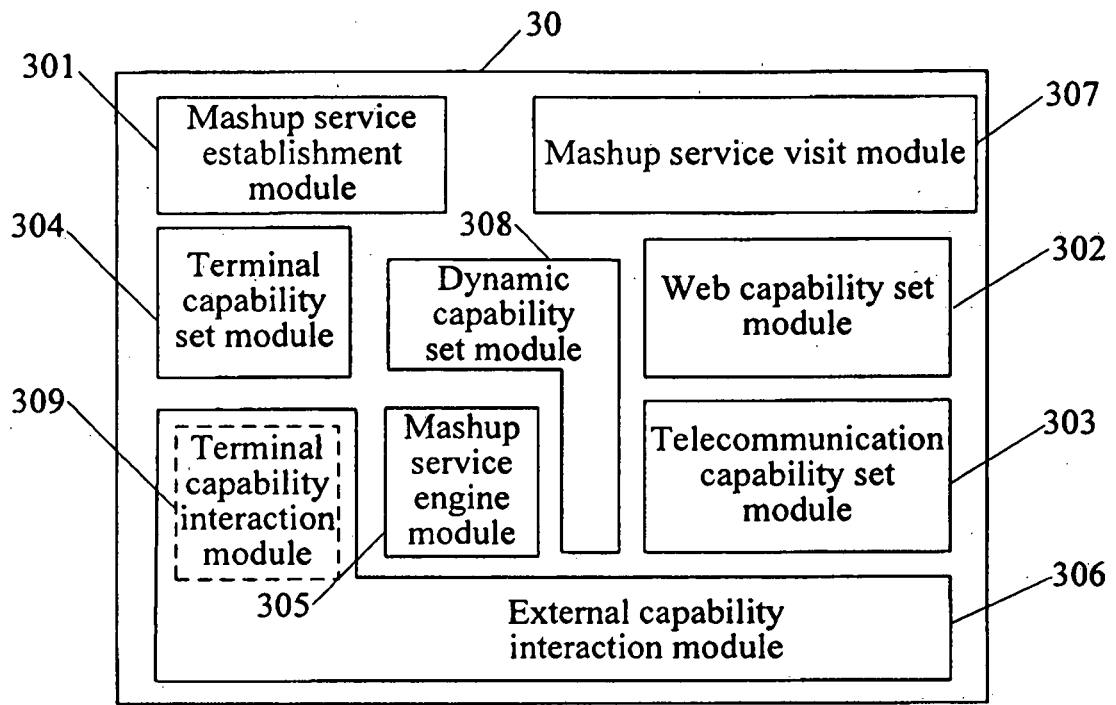 30
301
Mashup service
establishment
module
307
Mashup service visit module
304
Terminal
capability
set module
308
Dynamic
capability
set module
302
Web capability set
module
309
Terminal
capability
interaction
module
Mashup
service
engine
module
303
Telecommunication
capability set
module
305
306
External capability
interaction module